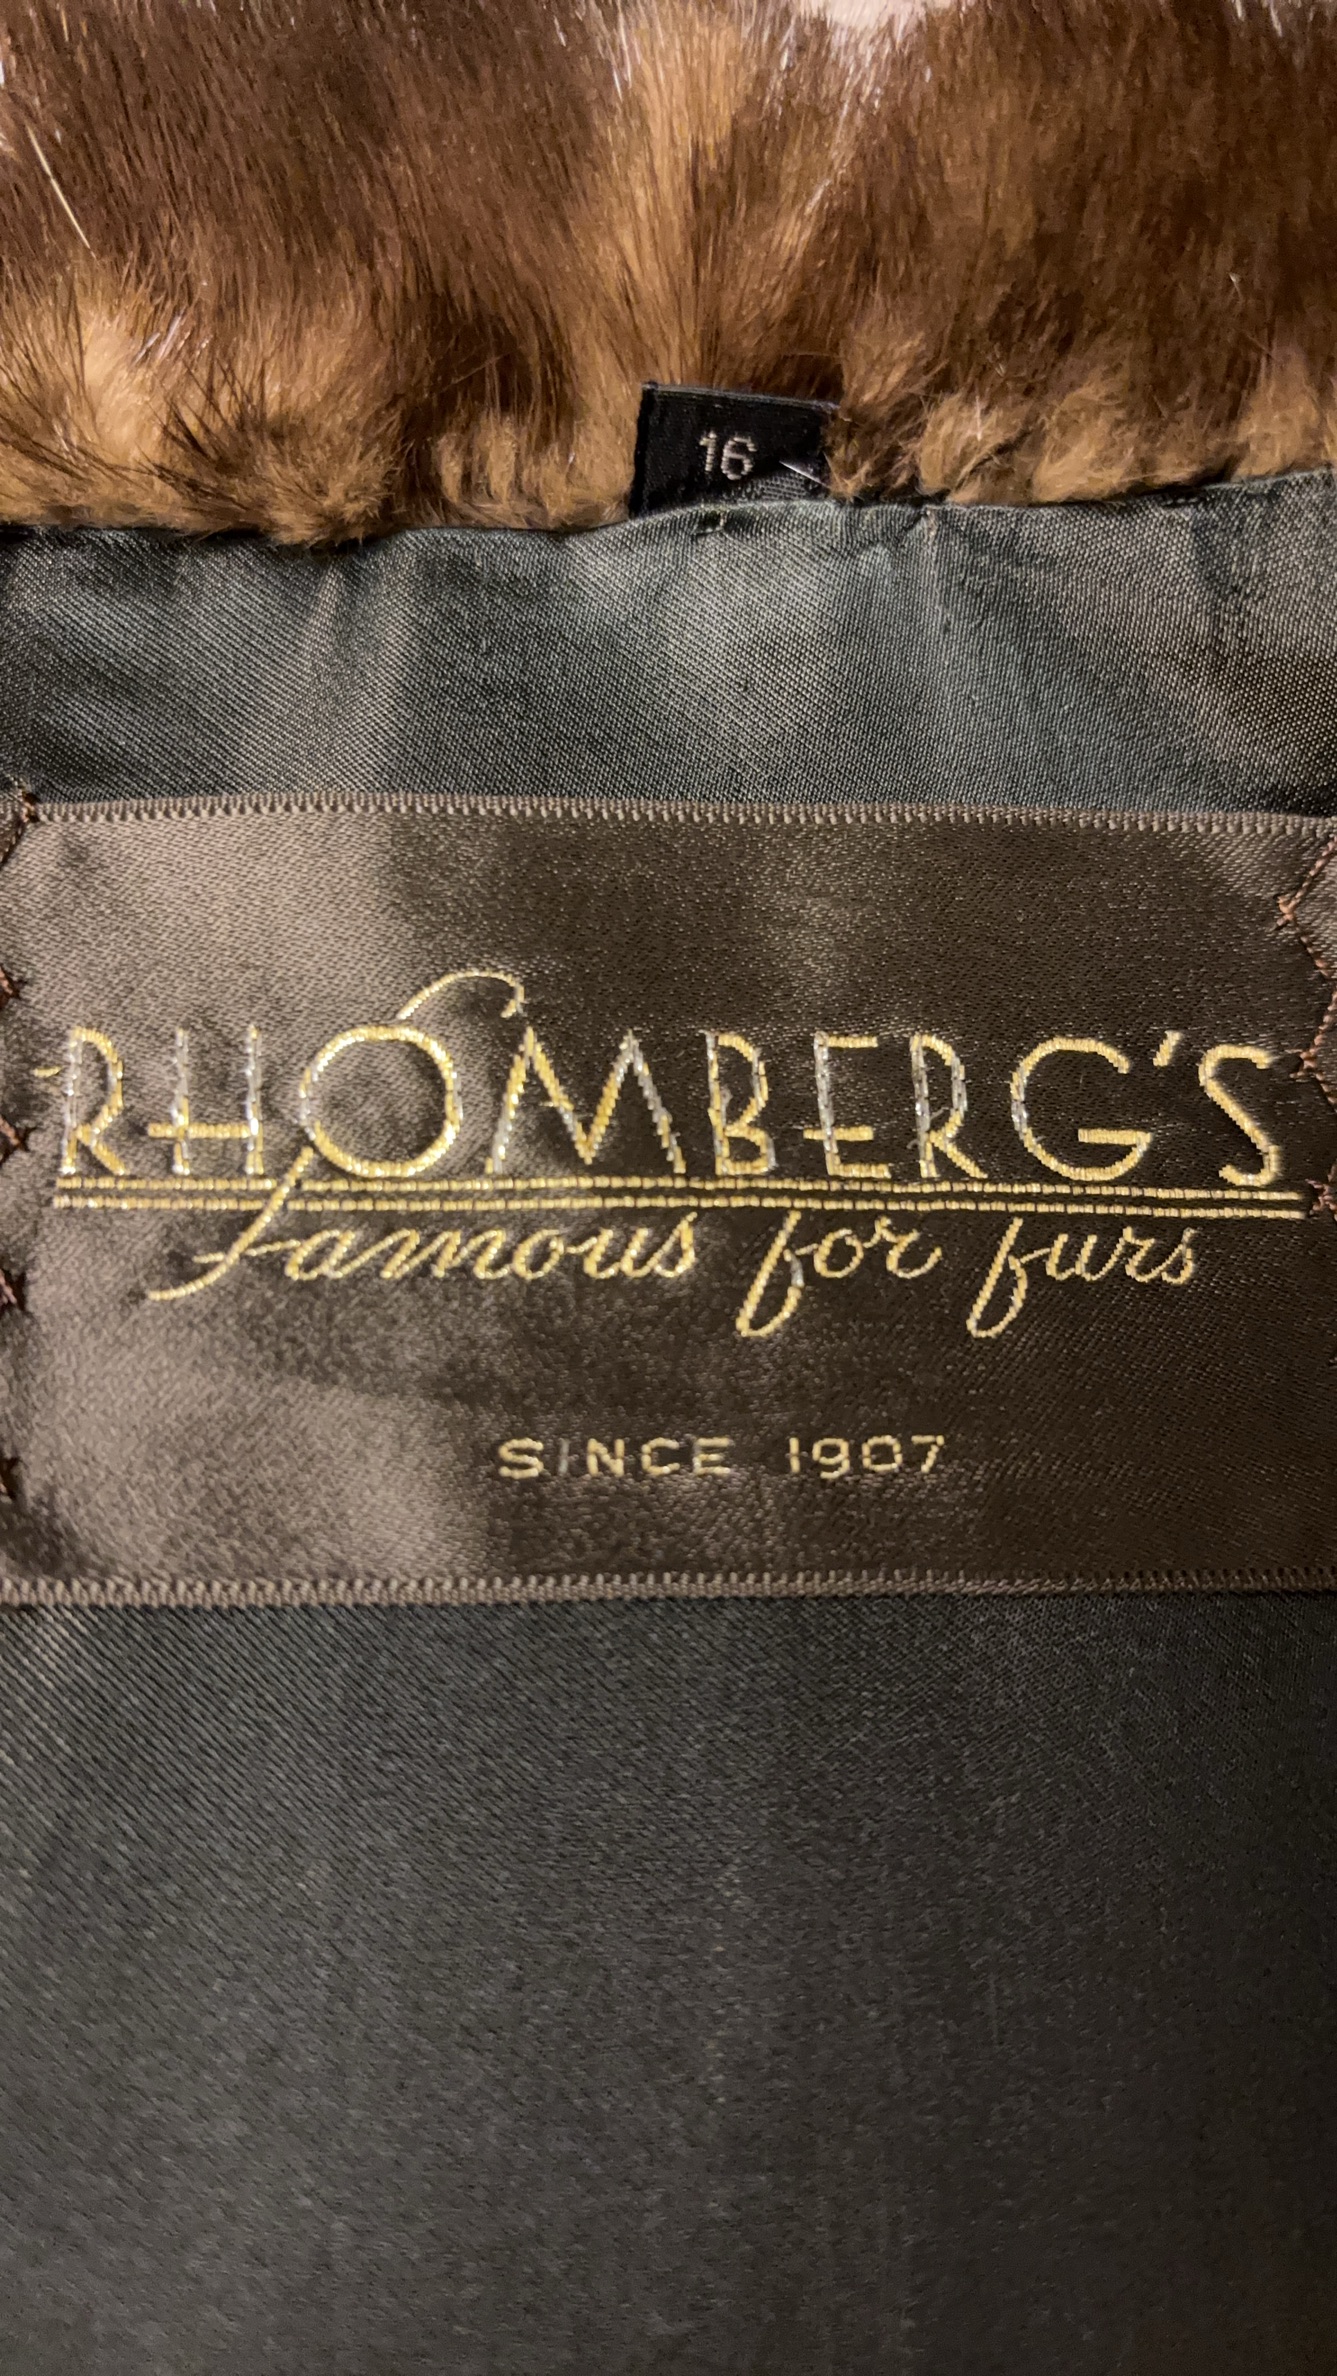 16
RHOMBERG'S
famous for furs
SINCE 1907